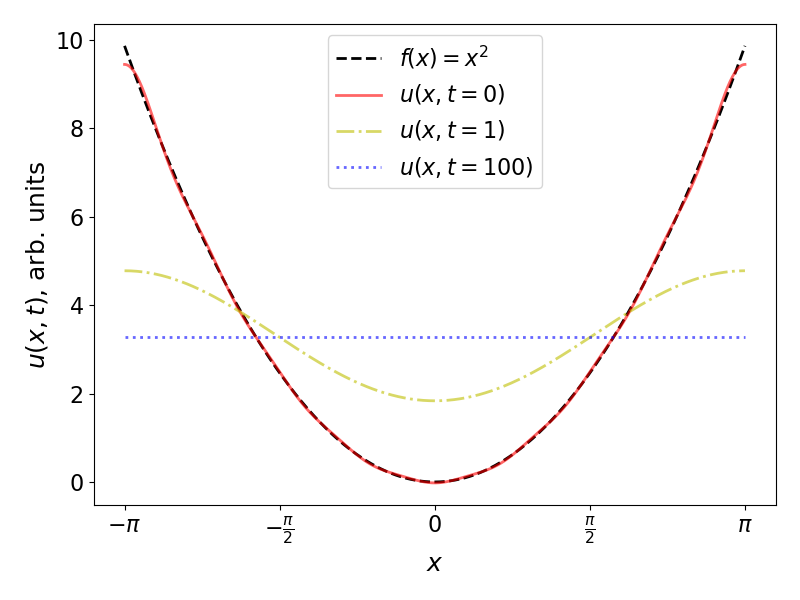 10
8
6
4
2
0
u(x, t), arb. units
f(x) = x²
u(x, t = 0)
u(x, t = 1)
u(x, t = 100)
−π
−π/2
0
π/2
π
x